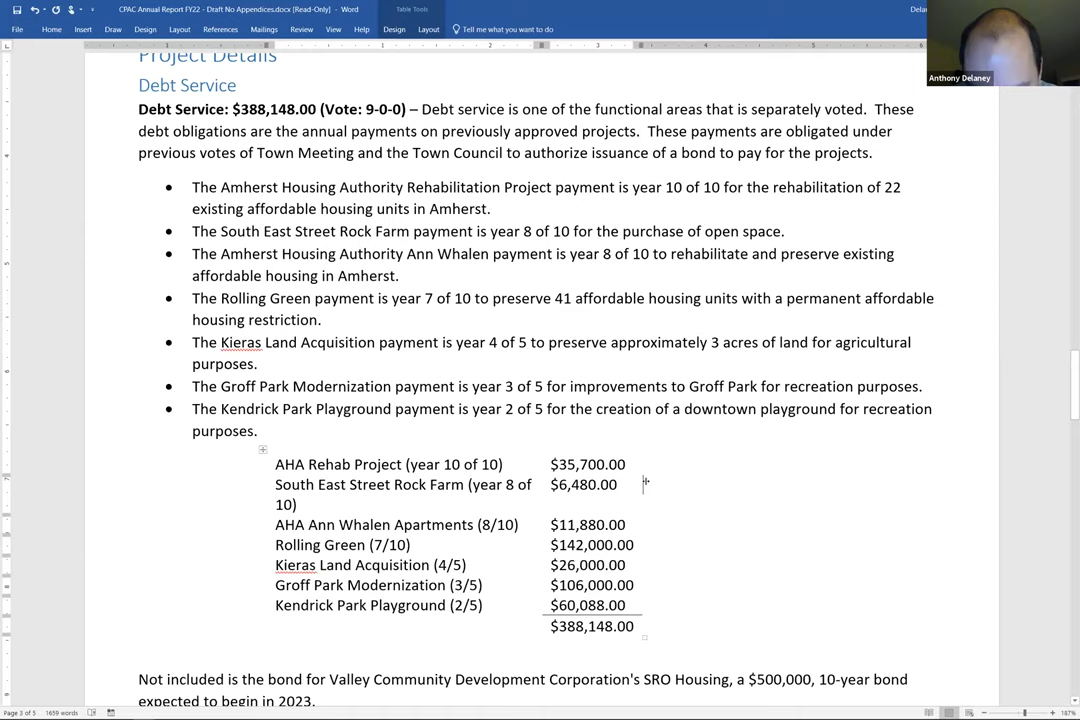 CPAC Annual Report FY22 - Draft No Appendices.docx [Read-Only] - Word
Table Tools
File Home Insert Draw Design Layout References Mailings Review View Help Design Layout Tell me what you want to do
Anthony Delaney
Project Details
Debt Service
Debt Service: $388,148.00 (Vote: 9-0-0) – Debt service is one of the functional areas that is separately voted. These
debt obligations are the annual payments on previously approved projects. These payments are obligated under
previous votes of Town Meeting and the Town Council to authorize issuance of a bond to pay for the projects.
• The Amherst Housing Authority Rehabilitation Project payment is year 10 of 10 for the rehabilitation of 22
existing affordable housing units in Amherst.
• The South East Street Rock Farm payment is year 8 of 10 for the purchase of open space.
• The Amherst Housing Authority Ann Whalen payment is year 8 of 10 to rehabilitate and preserve existing
affordable housing in Amherst.
• The Rolling Green payment is year 7 of 10 to preserve 41 affordable housing units with a permanent affordable
housing restriction.
• The Kieras Land Acquisition payment is year 4 of 5 to preserve approximately 3 acres of land for agricultural
purposes.
• The Groff Park Modernization payment is year 3 of 5 for improvements to Groff Park for recreation purposes.
• The Kendrick Park Playground payment is year 2 of 5 for the creation of a downtown playground for recreation
purposes.
AHA Rehab Project (year 10 of 10) $35,700.00
South East Street Rock Farm (year 8 of $6,480.00
10)
AHA Ann Whalen Apartments (8/10) $11,880.00
Rolling Green (7/10) $142,000.00
Kieras Land Acquisition (4/5) $26,000.00
Groff Park Modernization (3/5) $106,000.00
Kendrick Park Playground (2/5) $60,088.00
$388,148.00
Not included is the bond for Valley Community Development Corporation's SRO Housing, a $500,000, 10-year bond
expected to begin in 2023.
Page 3 of 5 1659 words 187%